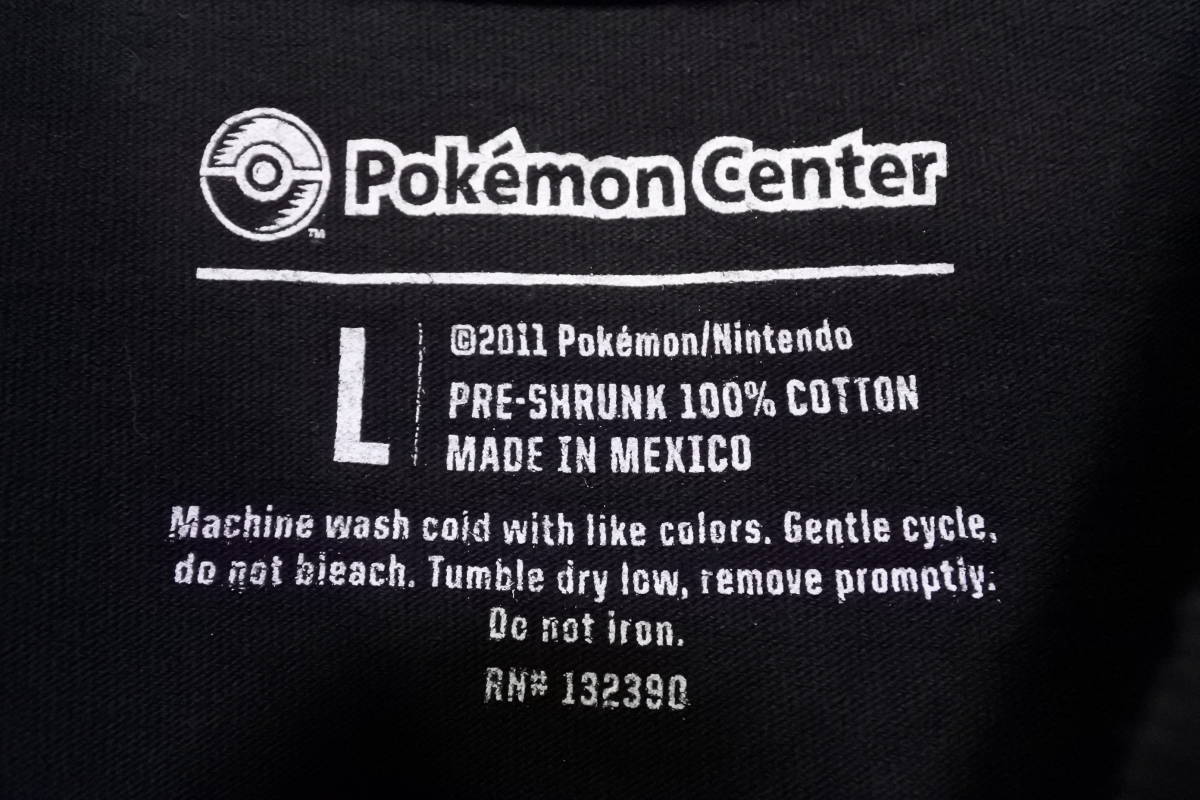 Pokémon Center
TM
L
©2011 Pokémon/Nintendo
PRE-SHRUNK 100% COTTON
MADE IN MEXICO
Machine wash cold with like colors. Gentle cycle,
do not bleach. Tumble dry low, remove promptly.
Do not iron.
RN# 132390